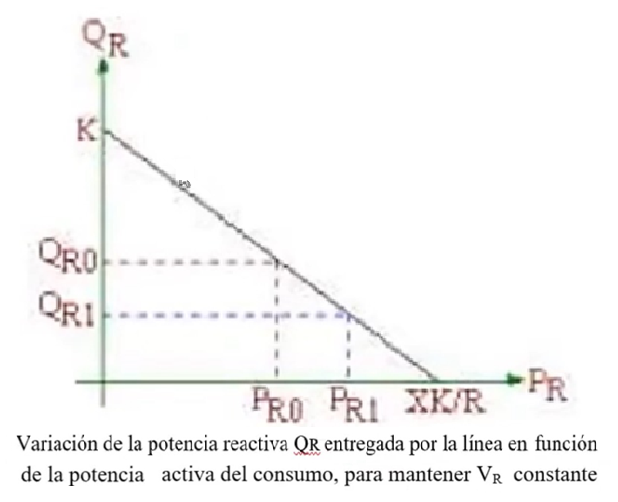 QR
K
QR0
QR1
PR0 PR1 XK/R PR
Variación de la potencia reactiva QR entregada por la línea en función
de la potencia activa del consumo, para mantener VR constante